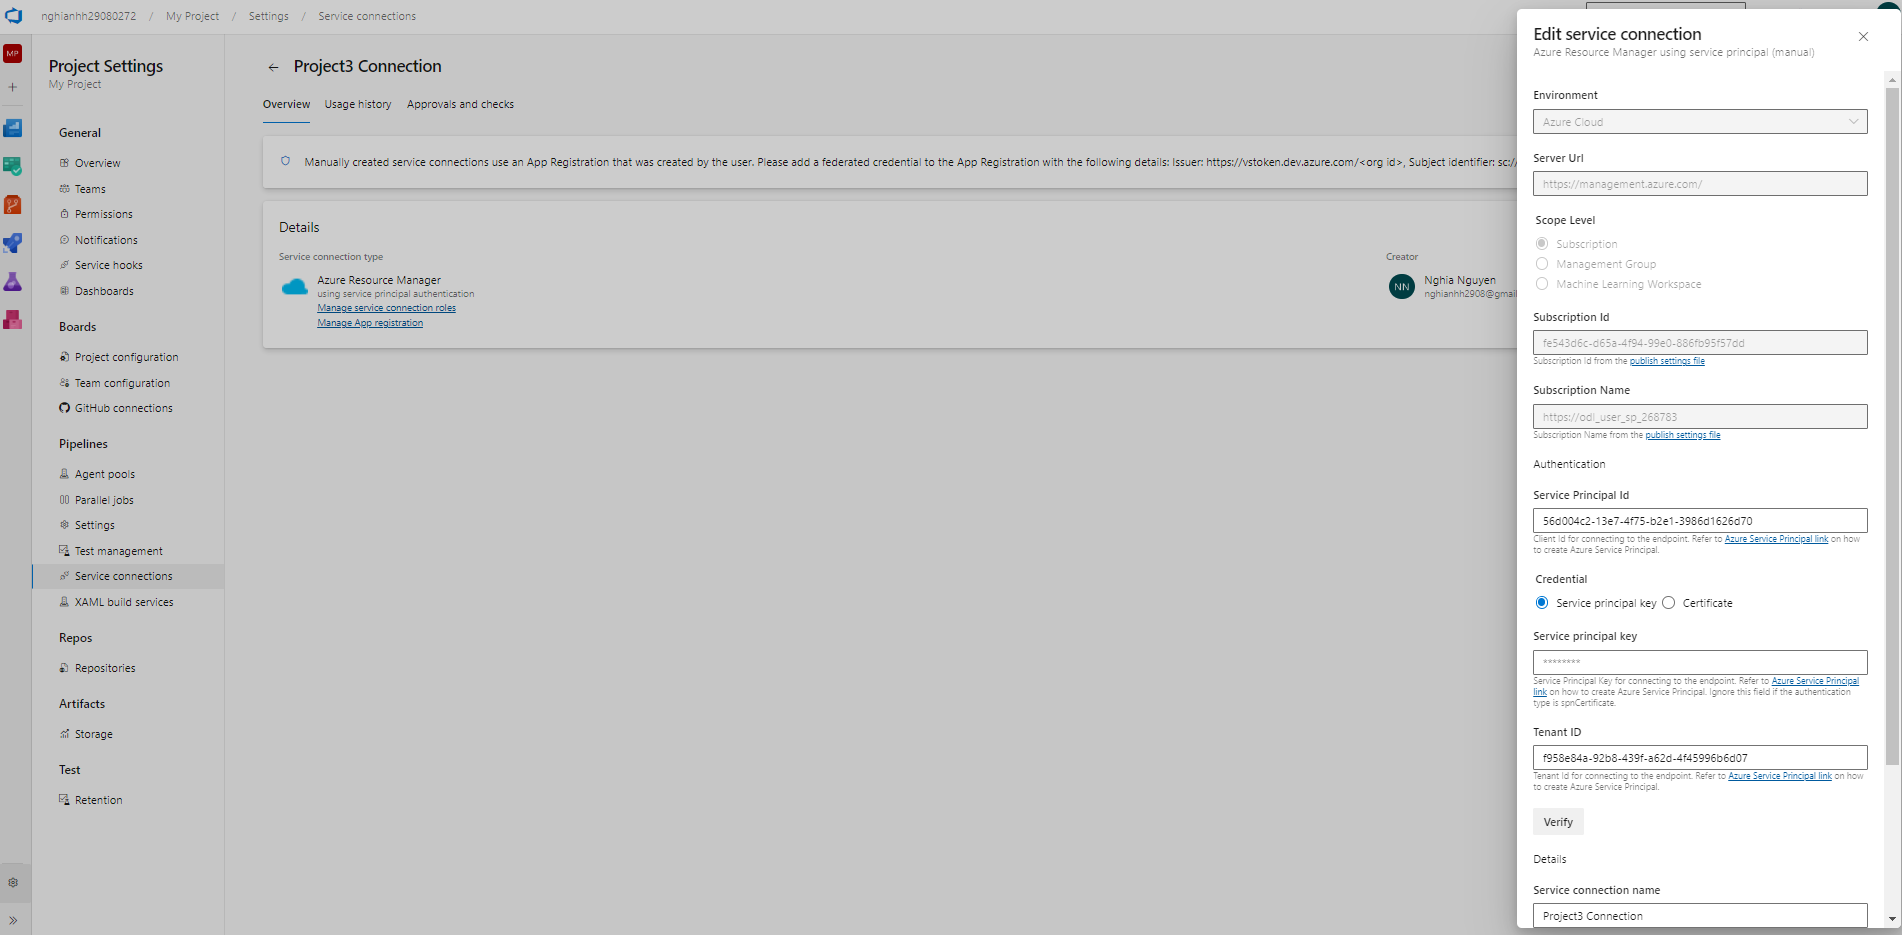 nghianhh29080272 / My Project / Settings / Service connections
MP
Project Settings
My Project
General
Overview
Teams
Permissions
Notifications
Service hooks
Dashboards
Boards
Project configuration
Team configuration
GitHub connections
Pipelines
Agent pools
Parallel jobs
Settings
Test management
Service connections
XAML build services
Repos
Repositories
Artifacts
Storage
Test
Retention
Project3 Connection
Overview Usage history Approvals and checks
Manually created service connections use an App Registration that was created by the user. Please add a federated credential to the App Registration with the following details: Issuer: https://vstoken.dev.azure.com/<org id>, Subject identifier: sc://
Details
Service connection type
Azure Resource Manager
using service principal authentication
Manage service connection roles
Manage App registration
Creator
NN
Nghia Nguyen
nghianhh2908@gmai
Edit service connection
Azure Resource Manager using service principal (manual)
Environment
Azure Cloud
Server Url
https://management.azure.com/
Scope Level
Subscription
Management Group
Machine Learning Workspace
Subscription Id
fe543d6c-d65a-4f94-99e0-886fb95f57dd
Subscription Id from the publish settings file
Subscription Name
https://odl_user_sp_268783
Subscription Name from the publish settings file
Authentication
Service Principal Id
56d004c2-13e7-4f75-b2e1-3986d1626d70
Client Id for connecting to the endpoint. Refer to Azure Service Principal link on how
to create Azure Service Principal.
Credential
Service principal key Certificate
Service principal key
********
Service Principal Key for connecting to the endpoint. Refer to Azure Service Principal
link on how to create Azure Service Principal. Ignore this field if the authentication
type is spnCertificate.
Tenant ID
f958e84a-92b8-439f-a62d-4f45996b6d07
Tenant Id for connecting to the endpoint. Refer to Azure Service Principal link on how
to create Azure Service Principal.
Verify
Details
Service connection name
Project3 Connection